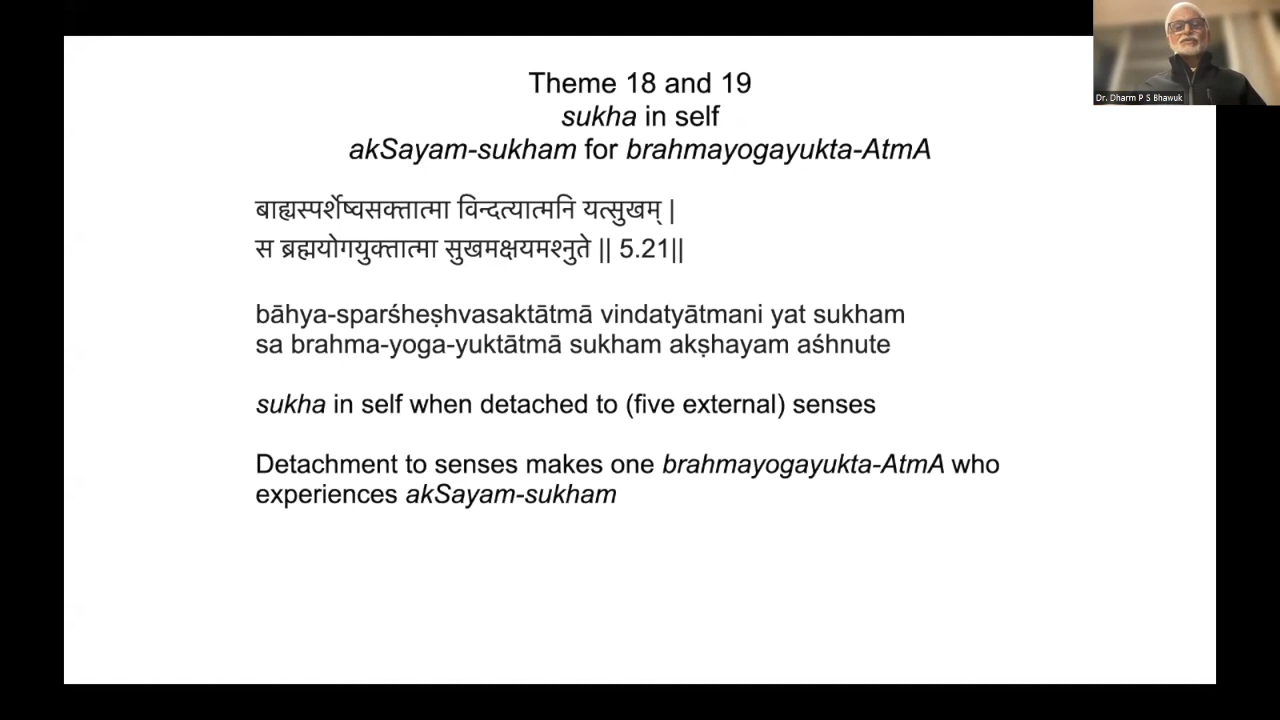 Theme 18 and 19
sukha in self
akSayam-sukham for brahmayogayukta-AtmA
बाह्यस्पर्शेष्वसक्तात्मा विन्दत्यात्मनि यत्सुखम् |
स ब्रह्मयोगयुक्तात्मा सुखमक्षयमश्नुते || 5.21||
bāhya-sparśheṣhvasaktātmā vindatyātmani yat sukham
sa brahma-yoga-yuktātmā sukham akṣhayam aśhnute
sukha in self when detached to (five external) senses
Detachment to senses makes one brahmayogayukta-AtmA who
experiences akSayam-sukham
Dr. Dharm P S Bhawuk